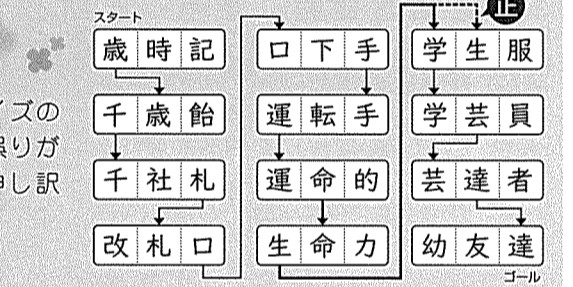 スタート
歳時記
千歳飴
千社札
改札口
口下手
運転手
運命的
生命力
正
学生服
学芸員
芸達者
幼友達
ゴール
イズの
誤りが
申し訳